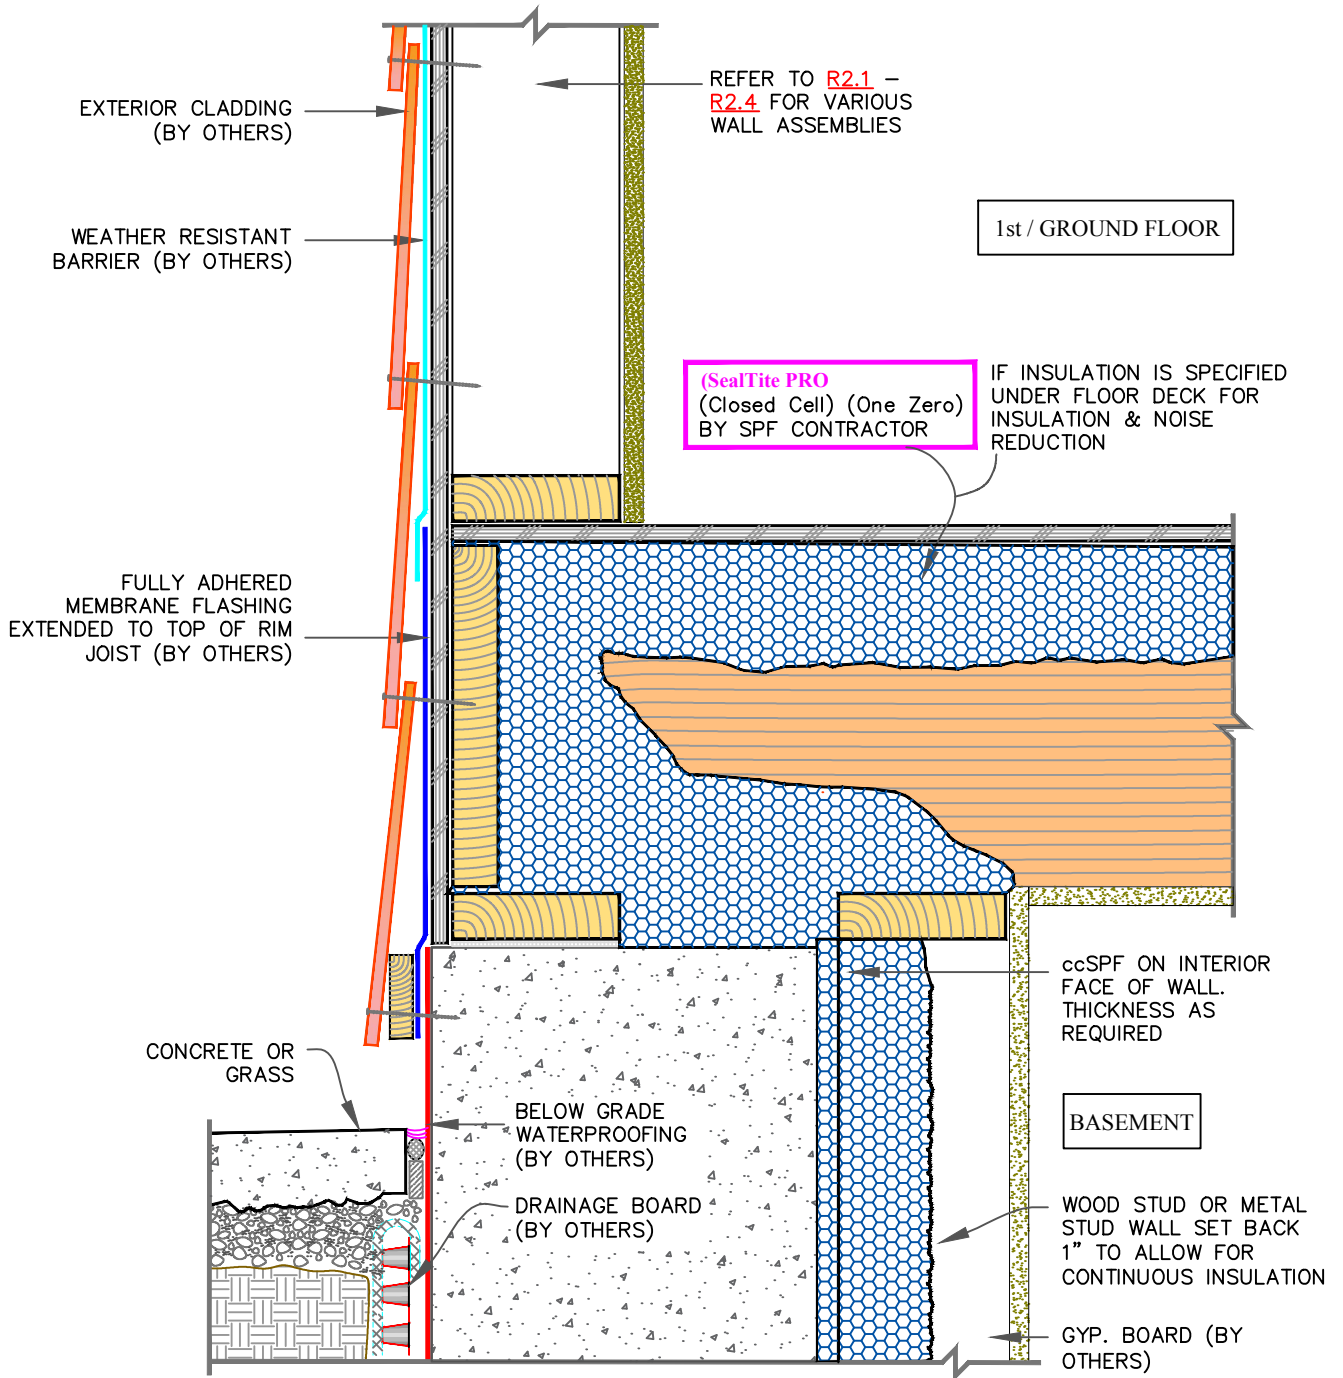 EXTERIOR CLADDING
(BY OTHERS)
REFER TO R2.1 –
R2.4 FOR VARIOUS
WALL ASSEMBLIES
WEATHER RESISTANT
BARRIER (BY OTHERS)
1st / GROUND FLOOR
(SealTite PRO
(Closed Cell) (One Zero)
BY SPF CONTRACTOR
IF INSULATION IS SPECIFIED
UNDER FLOOR DECK FOR
INSULATION & NOISE
REDUCTION
FULLY ADHERED
MEMBRANE FLASHING
EXTENDED TO TOP OF RIM
JOIST (BY OTHERS)
ccSPF ON INTERIOR
FACE OF WALL.
THICKNESS AS
REQUIRED
CONCRETE OR
GRASS
BELOW GRADE
WATERPROOFING
(BY OTHERS)
BASEMENT
DRAINAGE BOARD
(BY OTHERS)
WOOD STUD OR METAL
STUD WALL SET BACK
1” TO ALLOW FOR
CONTINUOUS INSULATION
GYP. BOARD (BY
OTHERS)